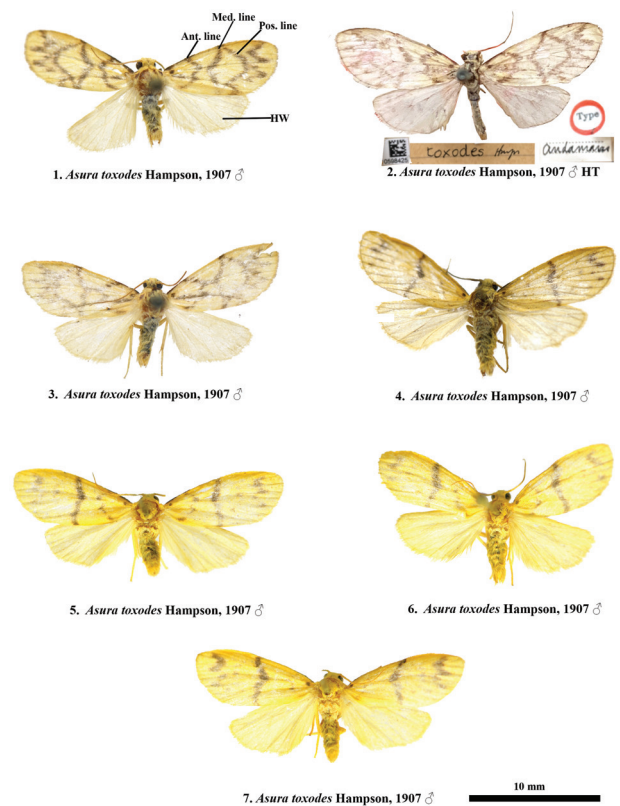 Med. line
Ant. line
Pos. line
HW
1. Asura toxodes Hampson, 1907 ♂
Type
toxodes Hmpn
Andamans
2. Asura toxodes Hampson, 1907 ♂ HT
3. Asura toxodes Hampson, 1907 ♂
4. Asura toxodes Hampson, 1907 ♂
5. Asura toxodes Hampson, 1907 ♂
6. Asura toxodes Hampson, 1907 ♂
7. Asura toxodes Hampson, 1907 ♂
10 mm